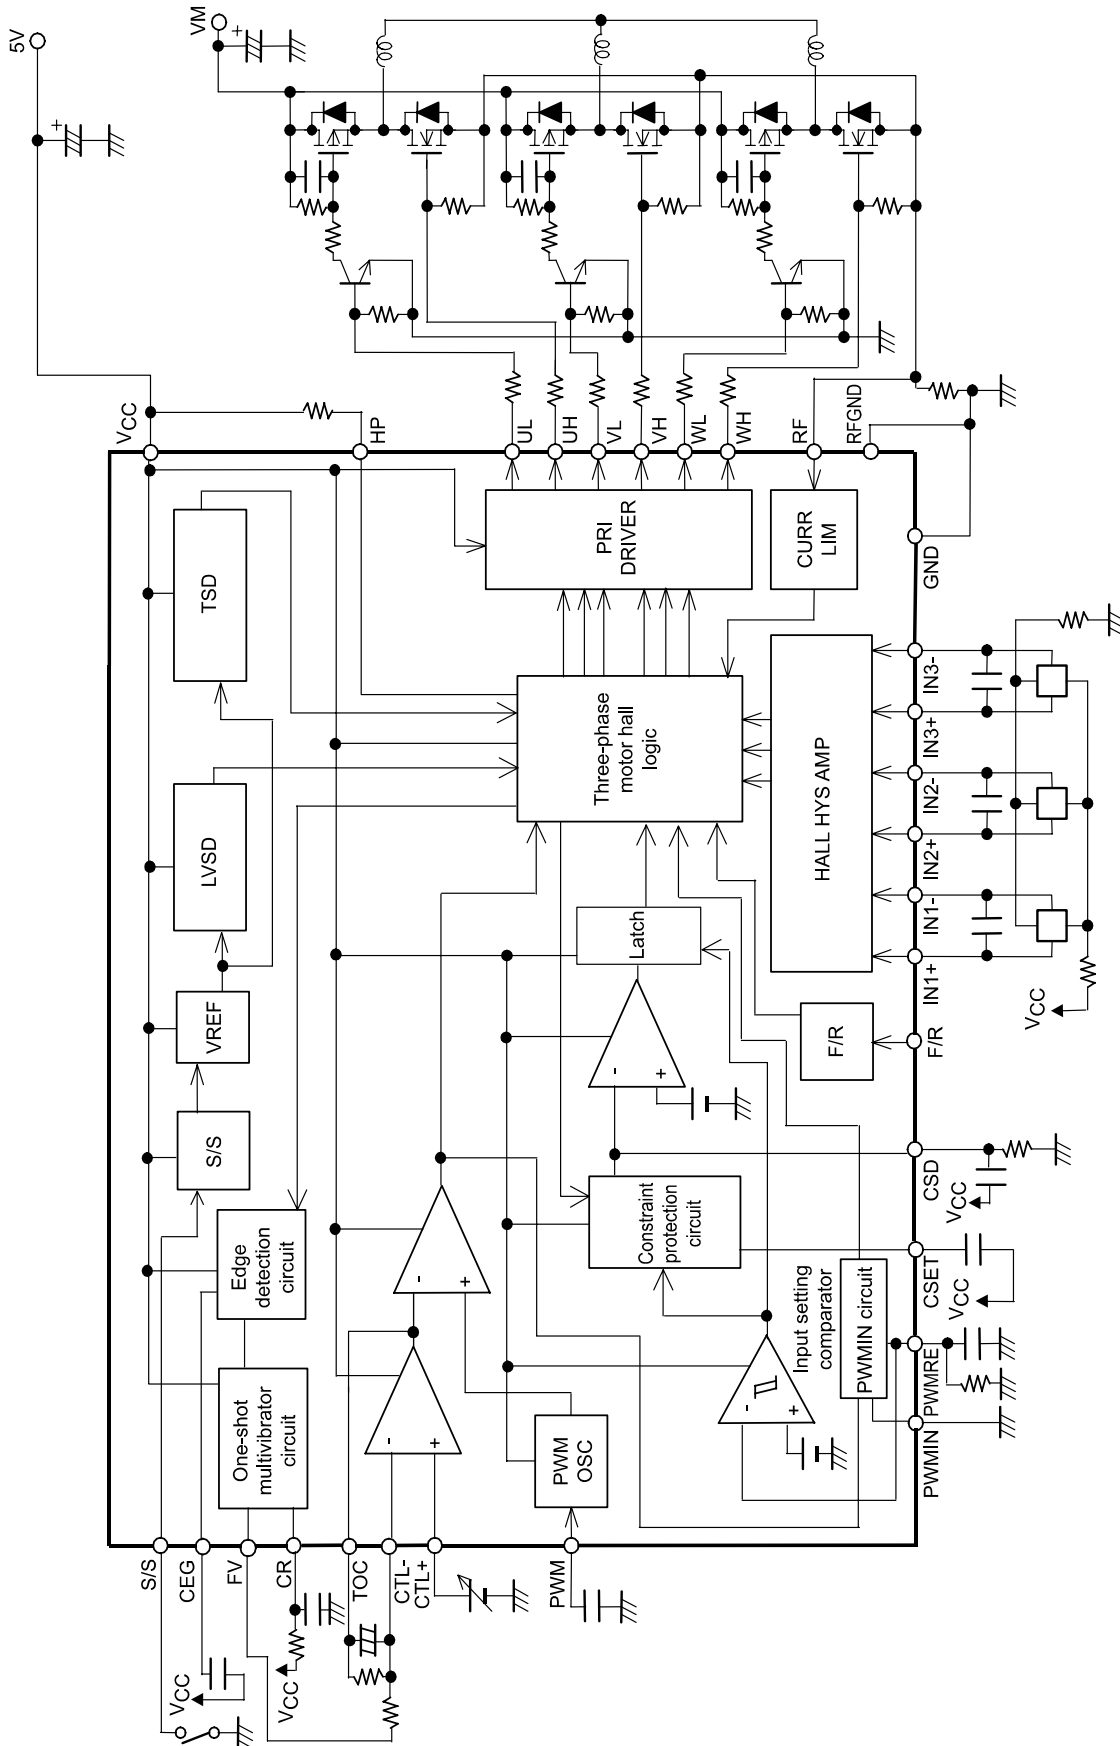 5V
VM
VCC
HP
UL
UH
VL
VH
WL
WH
RF
RFGND
TSD
PRI
DRIVER
CURR
LIM
GND
LVSD
Three-phase
motor hall
logic
HALL HYS AMP
IN3-
IN3+
IN2-
IN2+
IN1-
IN1+
VCC
VREF
Latch
F/R
F/R
S/S
Edge
detection
circuit
Constraint
protection
circuit
CSD
VCC
CSET
VCC
One-shot
multivibrator
circuit
PWM
OSC
Input setting
comparator
PWMIN circuit
PWMRE
PWMIN
-
+
-
+
-
+
-
+
+
+
S/S
CEG
FV
CR
TOC
CTL-
CTL+
PWM
VCC
VCC